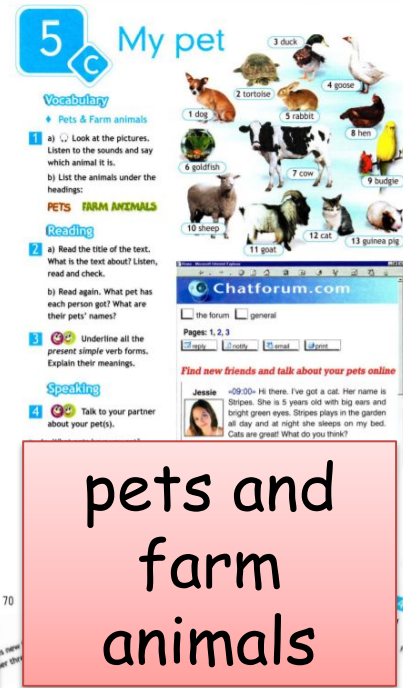 5 C My pet
Vocabulary
♦ Pets & Farm animals
1 a) Look at the pictures.
Listen to the sounds and say
which animal it is.
b) List the animals under the
headings:
PETS FARM ANIMALS
Reading
2 a) Read the title of the text.
What is the text about? Listen,
read and check.
b) Read again. What pet has
each person got? What are
their pets' names?
3 Underline all the
present simple verb forms.
Explain their meanings.
Speaking
4 Talk to your partner
about your pet(s).
1 dog
2 tortoise
3 duck
4 goose
5 rabbit
6 goldfish
7 cow
8 hen
9 budgie
10 sheep
11 goat
12 cat
13 guinea pig
Chatforum.com
the forum general
Pages: 1, 2, 3
reply notify email print
Find new friends and talk about your pets online
Jessie «09:00» Hi there. I've got a cat. Her name is
Stripes. She is 5 years old with big ears and
bright green eyes. Stripes plays in the garden
all day and at night she sleeps on my bed.
Cats are great! What do you think?
pets and
farm
animals
70